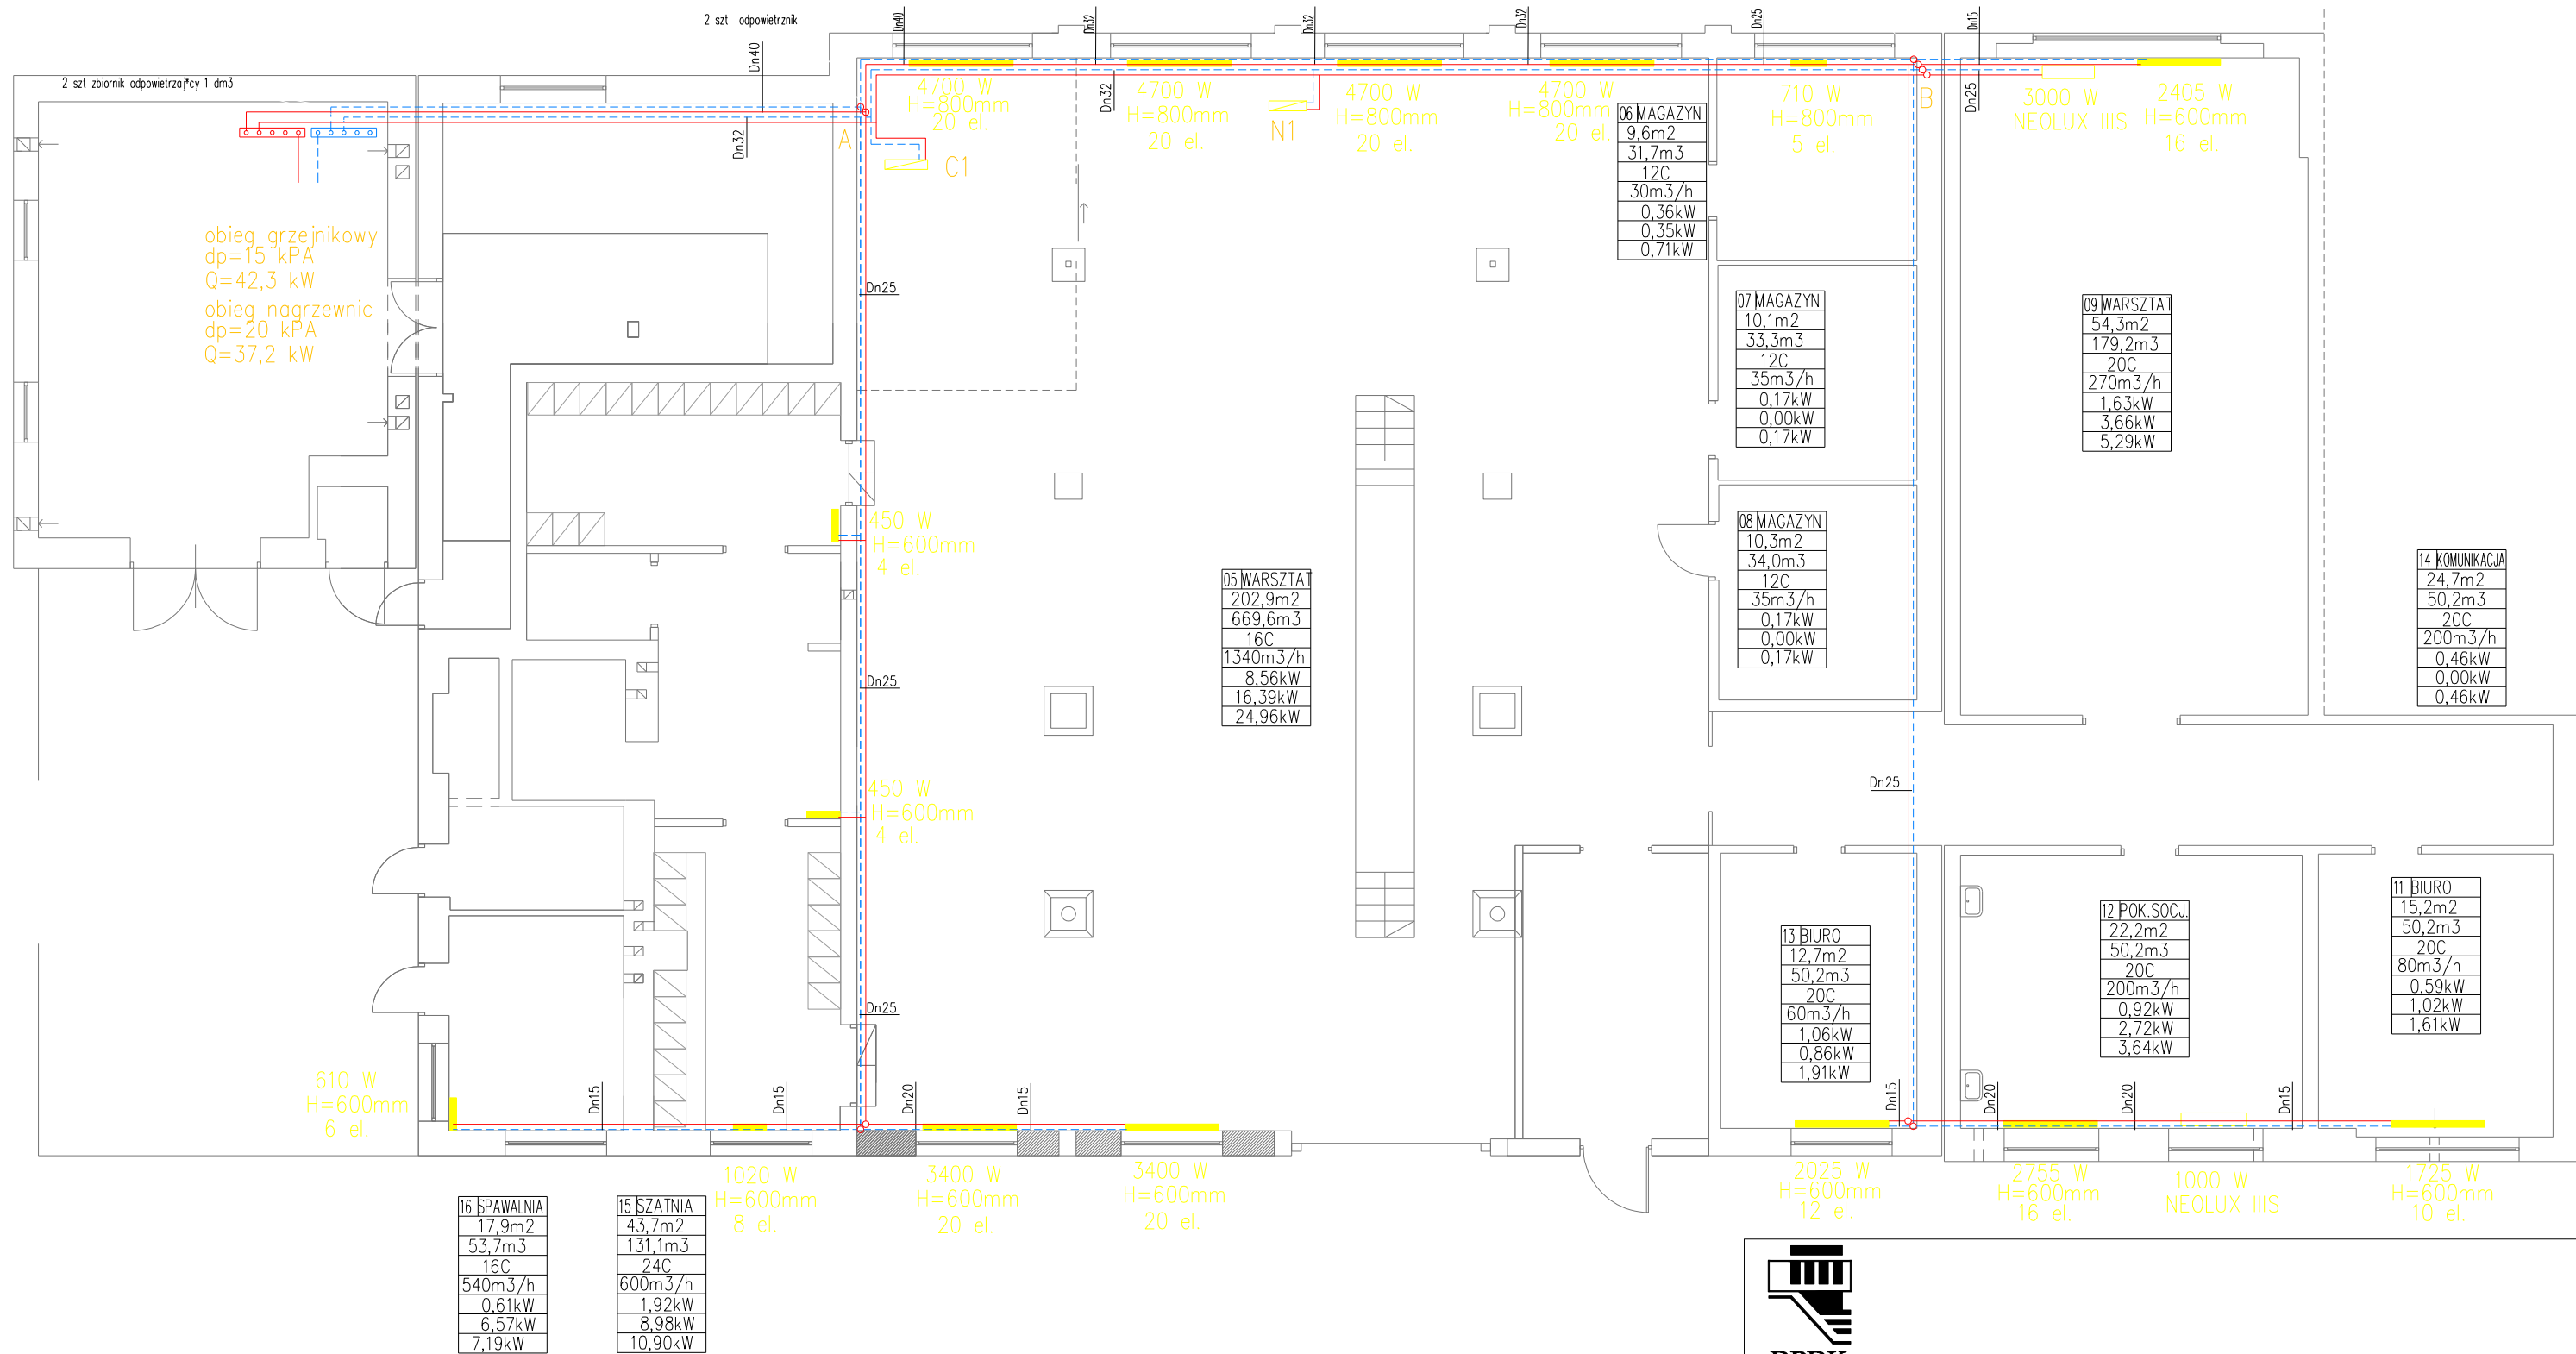 2 szt odpowietrznik
2 szt zbiornik odpowietrzaj*cy 1 dm3
Dn40
Dn32
Dn40
Dn32
Dn32
Dn32
Dn32
Dn25
Dn15
Dn25
A
B
C1
N1
4700 W
H=800mm
20 el.
4700 W
H=800mm
20 el.
4700 W
H=800mm
20 el.
4700 W
H=800mm
20 el.
710 W
H=800mm
5 el.
3000 W
NEOLUX IIIS
2405 W
H=600mm
16 el.
obieg grzejnikowy
dp=15 kPA
Q=42,3 kW
obieg nagrzewnic
dp=20 kPA
Q=37,2 kW
06 MAGAZYN
9,6m2
31,7m3
12C
30m3/h
0,36kW
0,35kW
0,71kW
07 MAGAZYN
10,1m2
33,3m3
12C
35m3/h
0,17kW
0,00kW
0,17kW
09 WARSZTAT
54,3m2
179,2m3
20C
270m3/h
1,63kW
3,66kW
5,29kW
08 MAGAZYN
10,3m2
34,0m3
12C
35m3/h
0,17kW
0,00kW
0,17kW
14 KOMUNIKACJA
24,7m2
50,2m3
20C
200m3/h
0,46kW
0,00kW
0,46kW
05 WARSZTAT
202,9m2
669,6m3
16C
1340m3/h
8,56kW
16,39kW
24,96kW
Dn25
450 W
H=600mm
4 el.
Dn25
450 W
H=600mm
4 el.
Dn25
Dn25
13 BIURO
12,7m2
50,2m3
20C
60m3/h
1,06kW
0,86kW
1,91kW
12 POK.SOCJ.
22,2m2
50,2m3
20C
200m3/h
0,92kW
2,72kW
3,64kW
11 BIURO
15,2m2
50,2m3
20C
80m3/h
0,59kW
1,02kW
1,61kW
610 W
H=600mm
6 el.
Dn15
Dn15
Dn20
Dn15
Dn15
Dn20
Dn20
Dn15
1020 W
H=600mm
8 el.
3400 W
H=600mm
20 el.
3400 W
H=600mm
20 el.
2025 W
H=600mm
12 el.
2755 W
H=600mm
16 el.
1000 W
NEOLUX IIIS
1725 W
H=600mm
10 el.
16 SPAWALNIA
17,9m2
53,7m3
16C
540m3/h
0,61kW
6,57kW
7,19kW
15 SZATNIA
43,7m2
131,1m3
24C
600m3/h
1,92kW
8,98kW
10,90kW